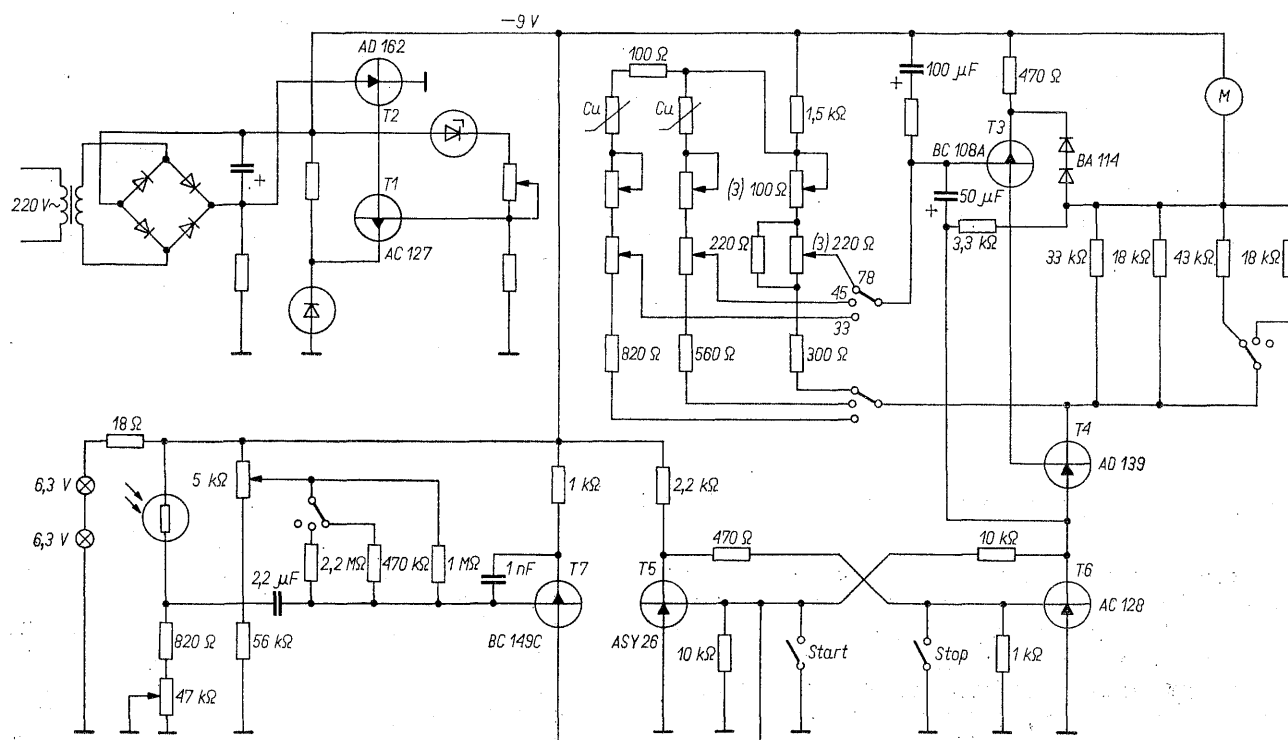 −9 V
AD 162
T2
100 Ω
100 μF
+
470 Ω
M
Cu
Cu
1,5 kΩ
T3
BC 108A
BA 114
220 V~
+
T1
AC 127
(3) 100 Ω
50 μF
+
3,3 kΩ
220 Ω
(3) 220 Ω
33 kΩ
18 kΩ
43 kΩ
18 kΩ
78
45
33
820 Ω
560 Ω
300 Ω
18 Ω
T4
AD 139
6,3 V
5 kΩ
1 kΩ
2,2 kΩ
6,3 V
470 Ω
10 kΩ
2,2 MΩ
470 kΩ
1 MΩ
1 nF
T7
T5
T6
2,2 μF
AC 128
820 Ω
56 kΩ
BC 149C
ASY 26
10 kΩ
Start
Stop
1 kΩ
47 kΩ